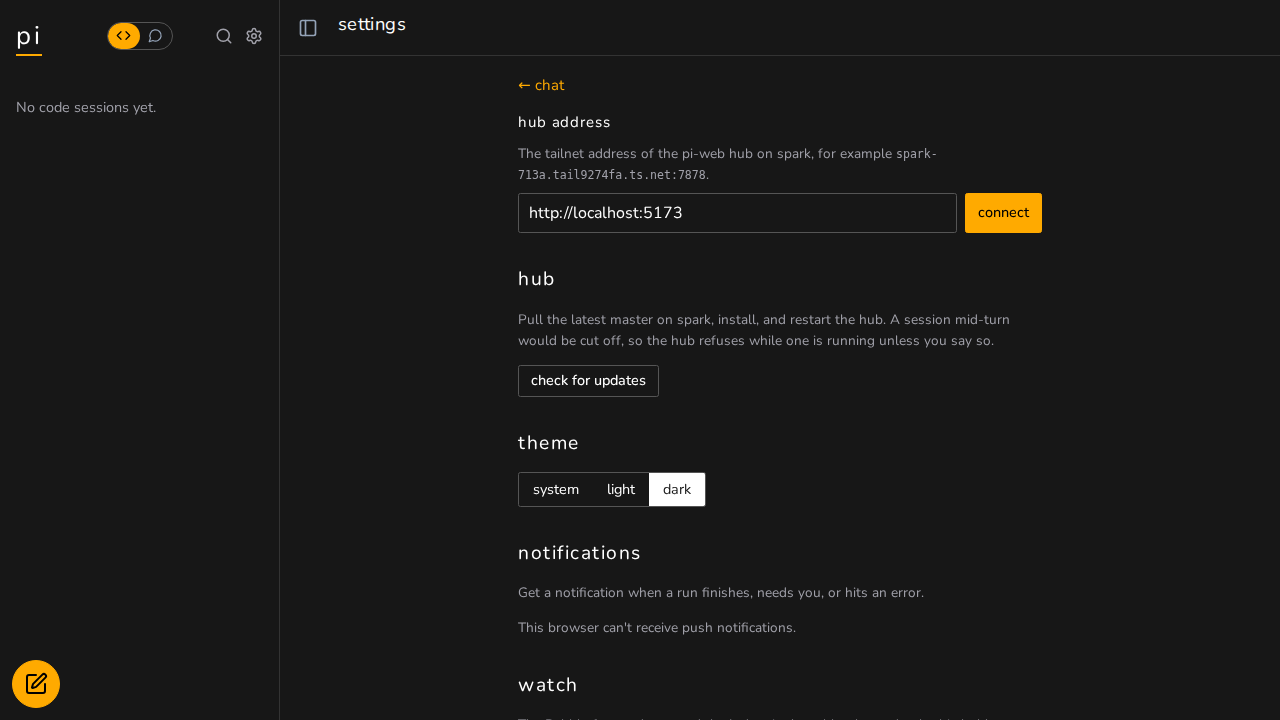 pi
settings
No code sessions yet.
← chat
hub address
The tailnet address of the pi-web hub on spark, for example spark-
713a.tail9274fa.ts.net:7878.
http://localhost:5173
connect
hub
Pull the latest master on spark, install, and restart the hub. A session mid-turn
would be cut off, so the hub refuses while one is running unless you say so.
check for updates
theme
system light dark
notifications
Get a notification when a run finishes, needs you, or hits an error.
This browser can't receive push notifications.
watch